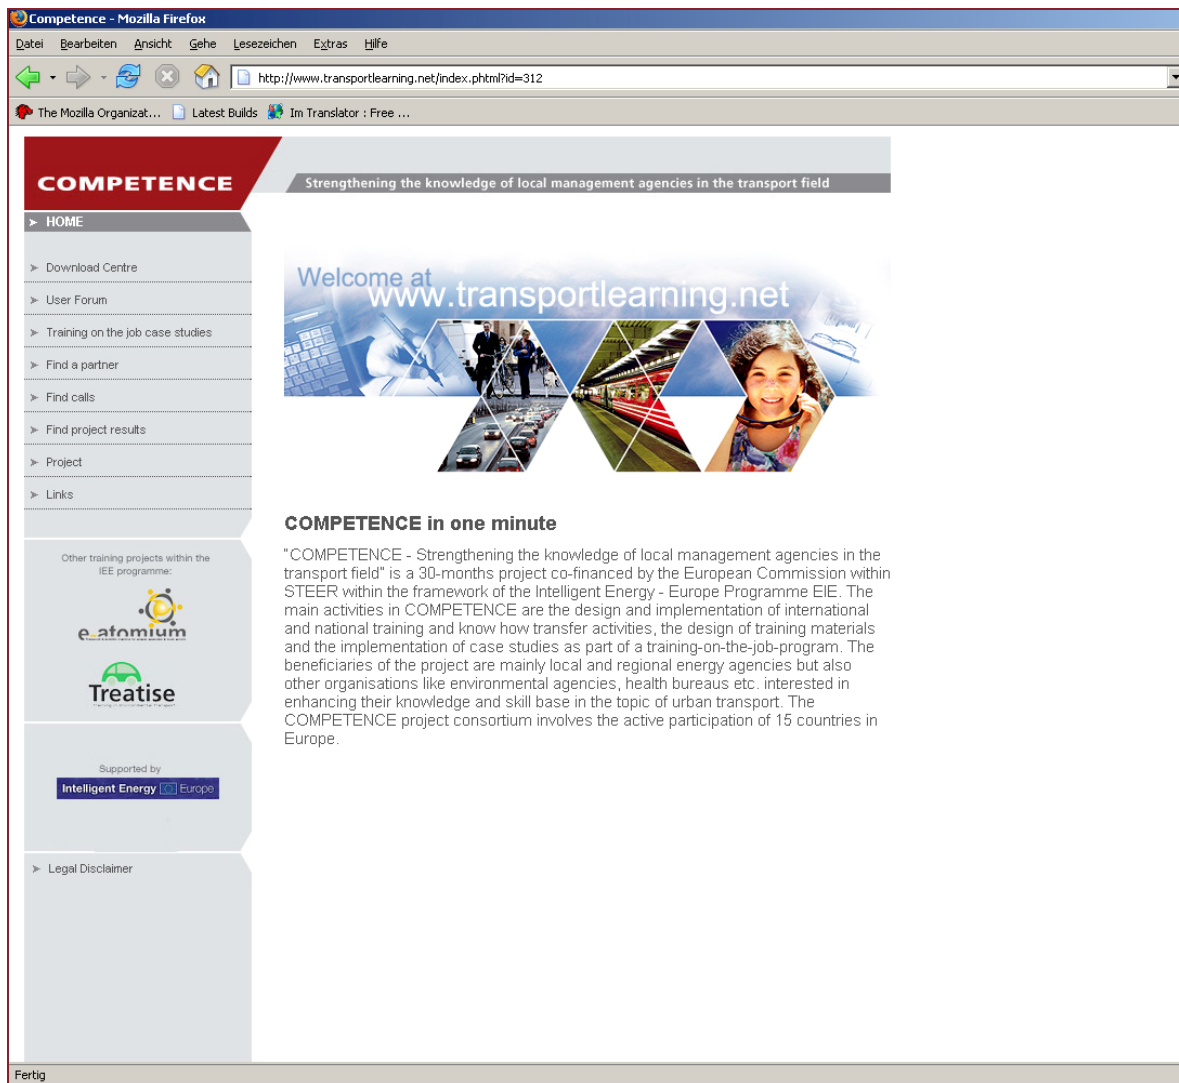 Competence - Mozilla Firefox
Datei Bearbeiten Ansicht Gehe Lesezeichen Extras Hilfe
http://www.transportlearning.net/index.phtml?id=312
The Mozilla Organizat... Latest Builds Im Translator : Free ...
COMPETENCE
Strengthening the knowledge of local management agencies in the transport field
HOME
Download Centre
User Forum
Training on the job case studies
Find a partner
Find calls
Find project results
Project
Links
Other training projects within the
IEE programme:
e-atomium
Treatise
Supported by
Intelligent Energy Europe
Legal Disclaimer
Welcome at
www.transportlearning.net
COMPETENCE in one minute
"COMPETENCE - Strengthening the knowledge of local management agencies in the
transport field" is a 30-months project co-financed by the European Commission within
STEER within the framework of the Intelligent Energy - Europe Programme EIE. The
main activities in COMPETENCE are the design and implementation of international
and national training and know how transfer activities, the design of training materials
and the implementation of case studies as part of a training-on-the-job-program. The
beneficiaries of the project are mainly local and regional energy agencies but also
other organisations like environmental agencies, health bureaus etc. interested in
enhancing their knowledge and skill base in the topic of urban transport. The
COMPETENCE project consortium involves the active participation of 15 countries in
Europe.
Fertig